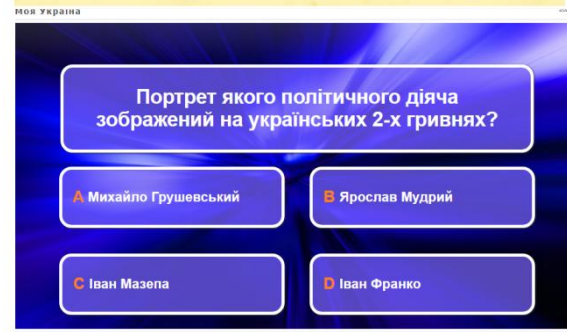 Моя Україна
Портрет якого політичного діяча
зображений на українських 2-х гривнях?
A Михайло Грушевський
B Ярослав Мудрий
C Іван Мазепа
D Іван Франко